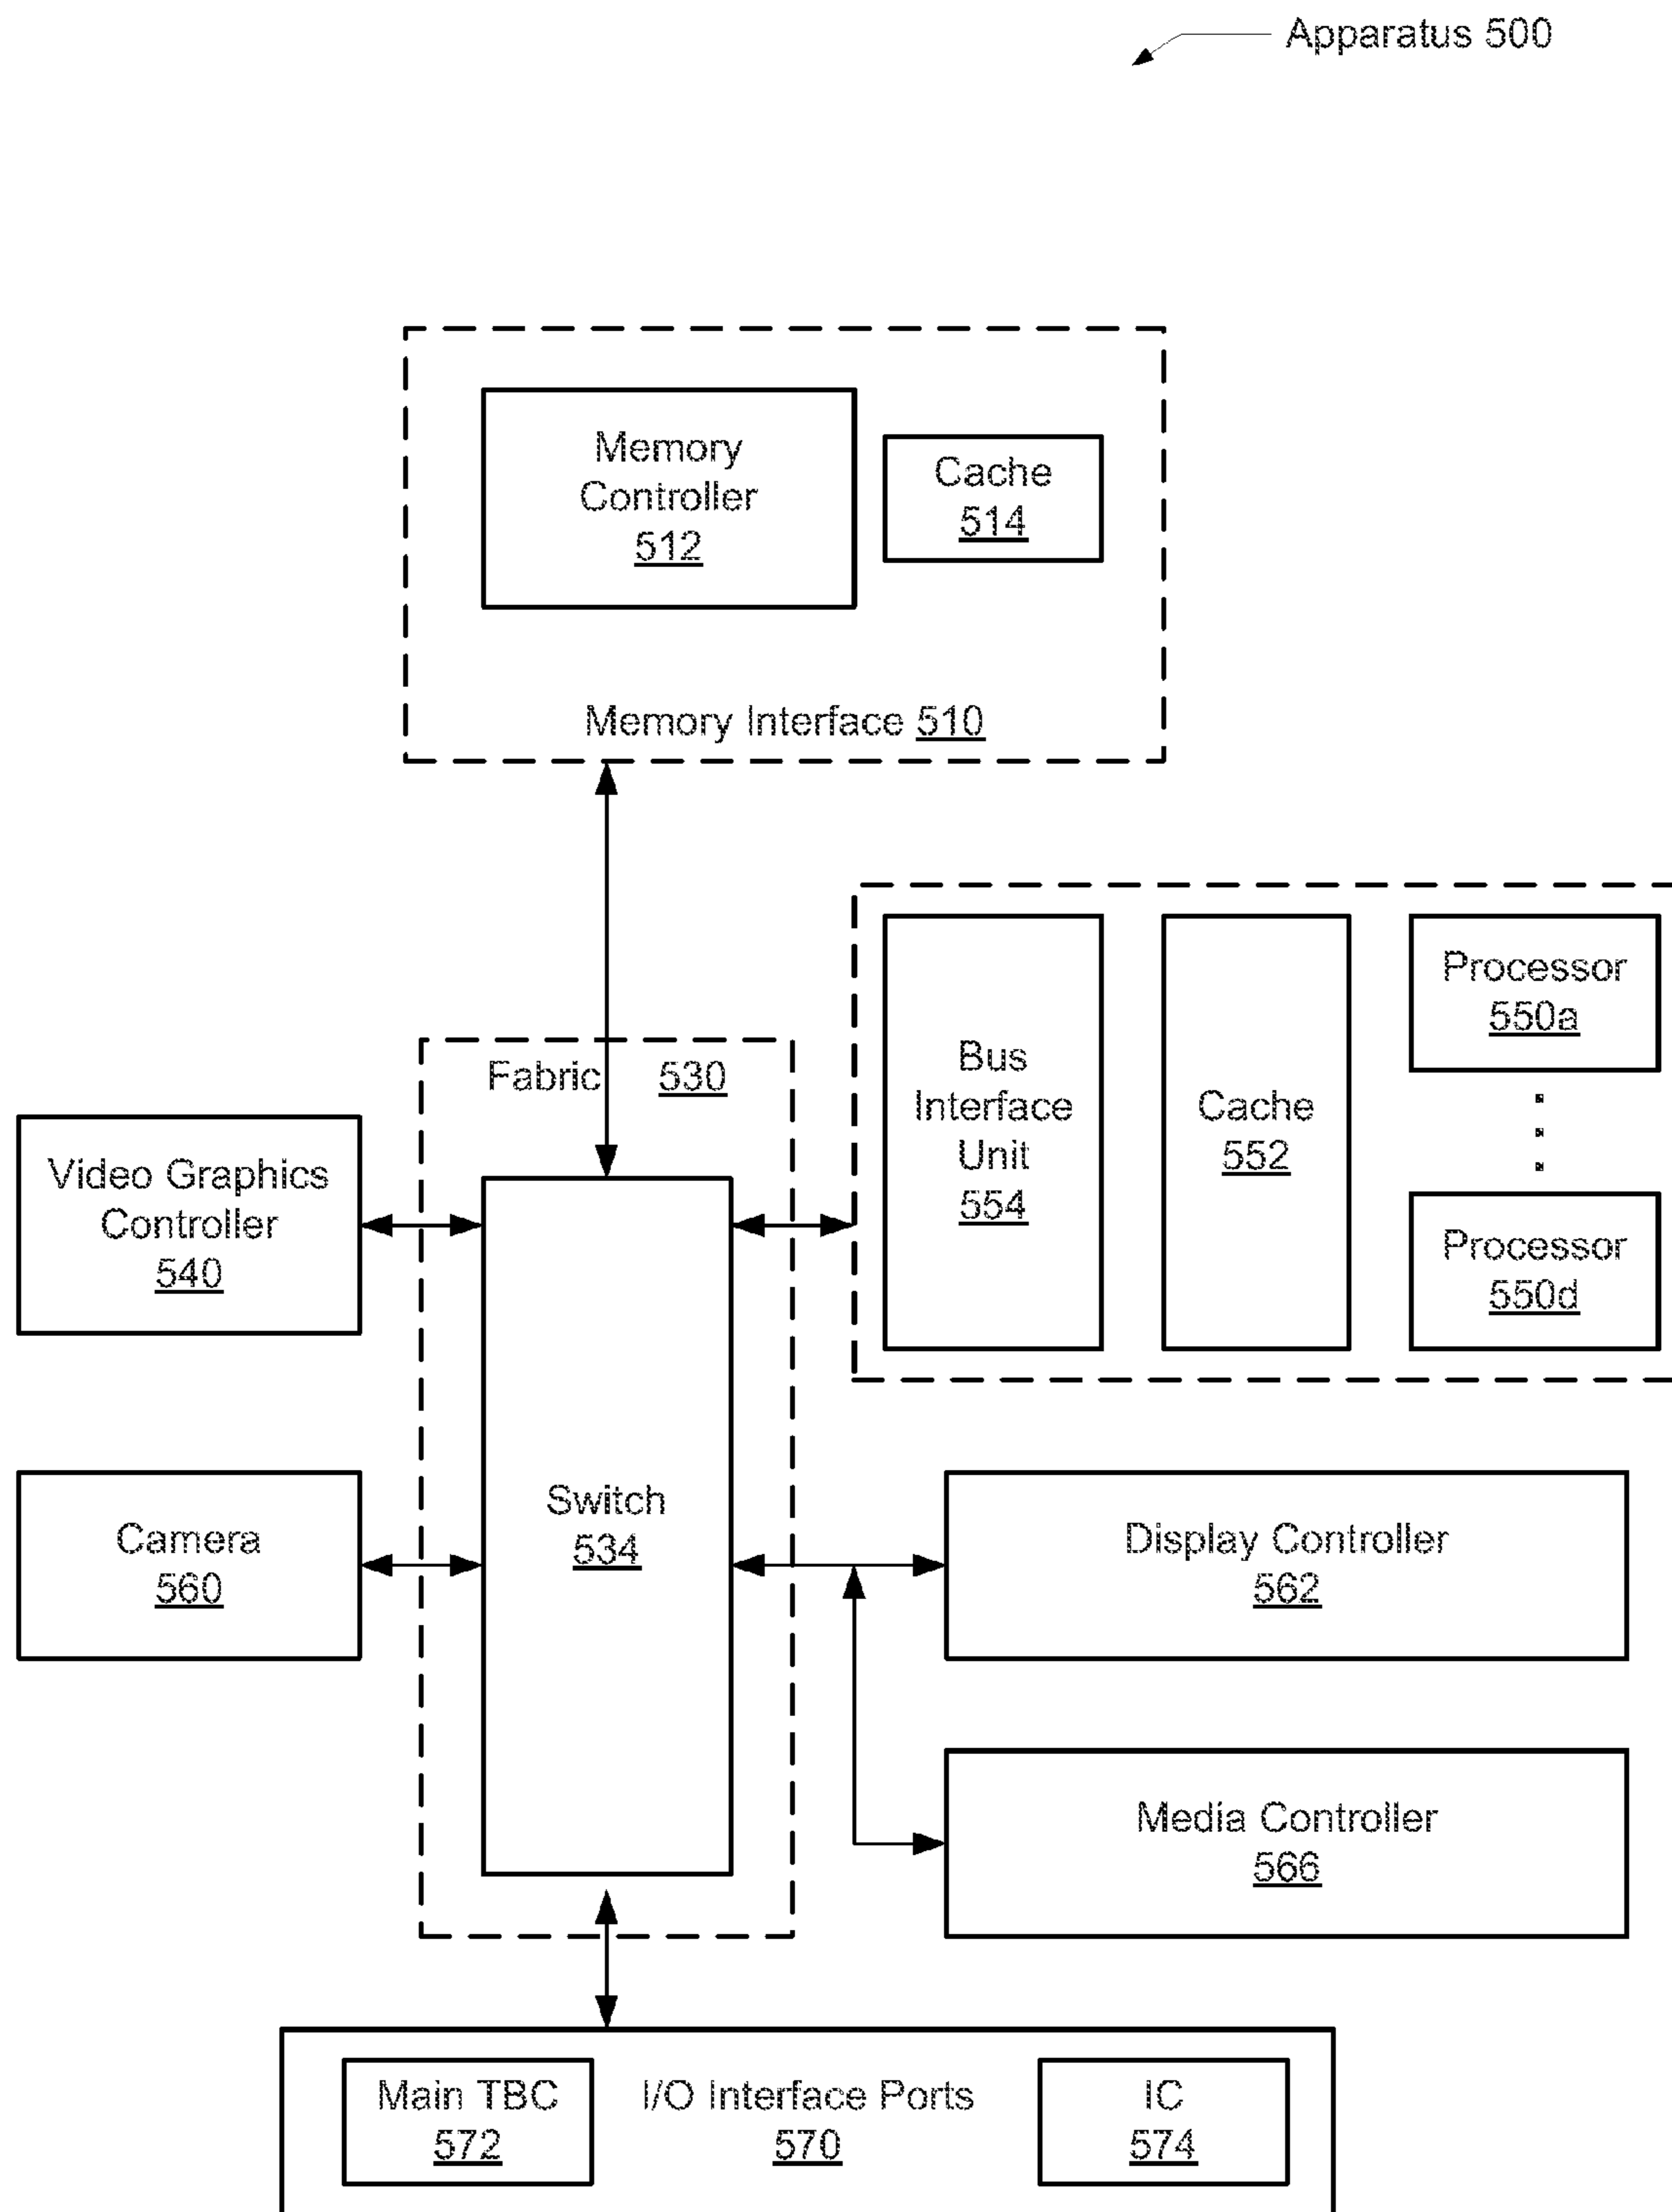 Apparatus 500
Memory
Controller
512
Cache
514
Memory Interface 510
Fabric 530
Video Graphics
Controller
540
Bus
Interface
Unit
554
Cache
552
Processor
550a
Processor
550d
Switch
534
Camera
560
Display Controller
562
Media Controller
566
Main TBC
572
I/O Interface Ports
570
IC
574